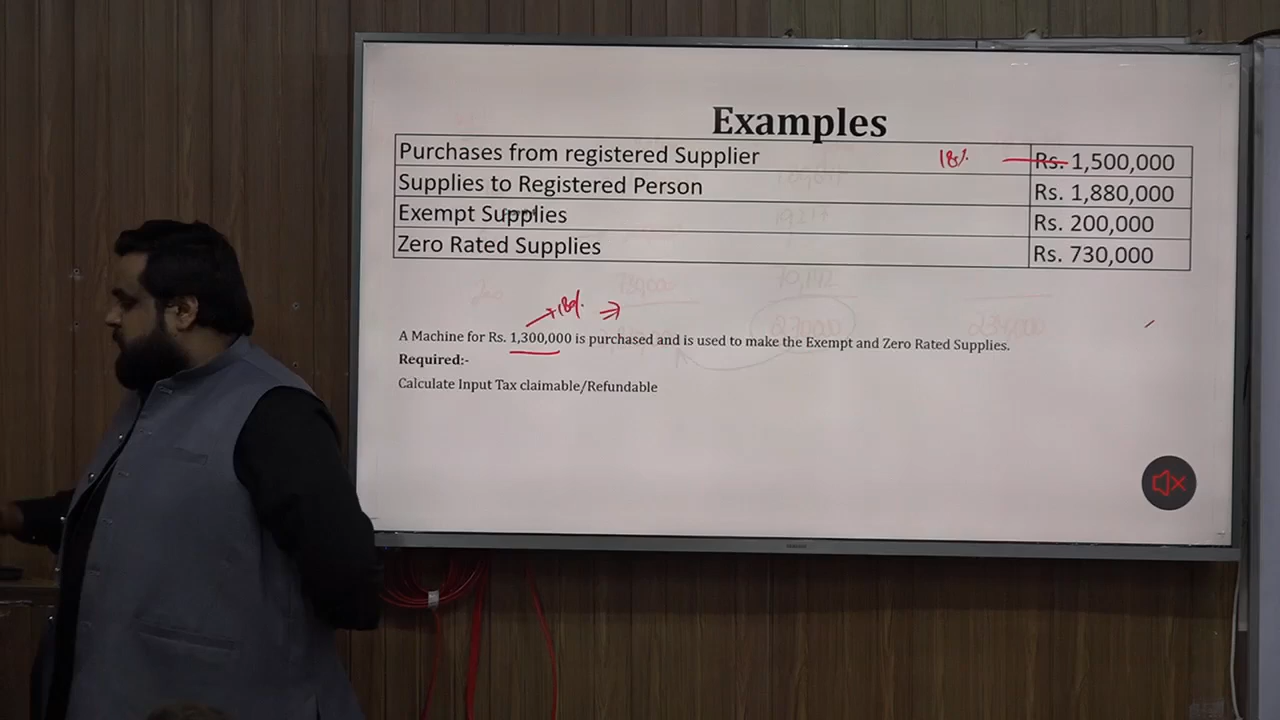 Examples
Purchases from registered Supplier 18% Rs. 1,500,000
Supplies to Registered Person Rs. 1,880,000
Exempt Supplies Rs. 200,000
Zero Rated Supplies Rs. 730,000
18%
A Machine for Rs. 1,300,000 is purchased and is used to make the Exempt and Zero Rated Supplies.
Required:-
Calculate Input Tax claimable/Refundable